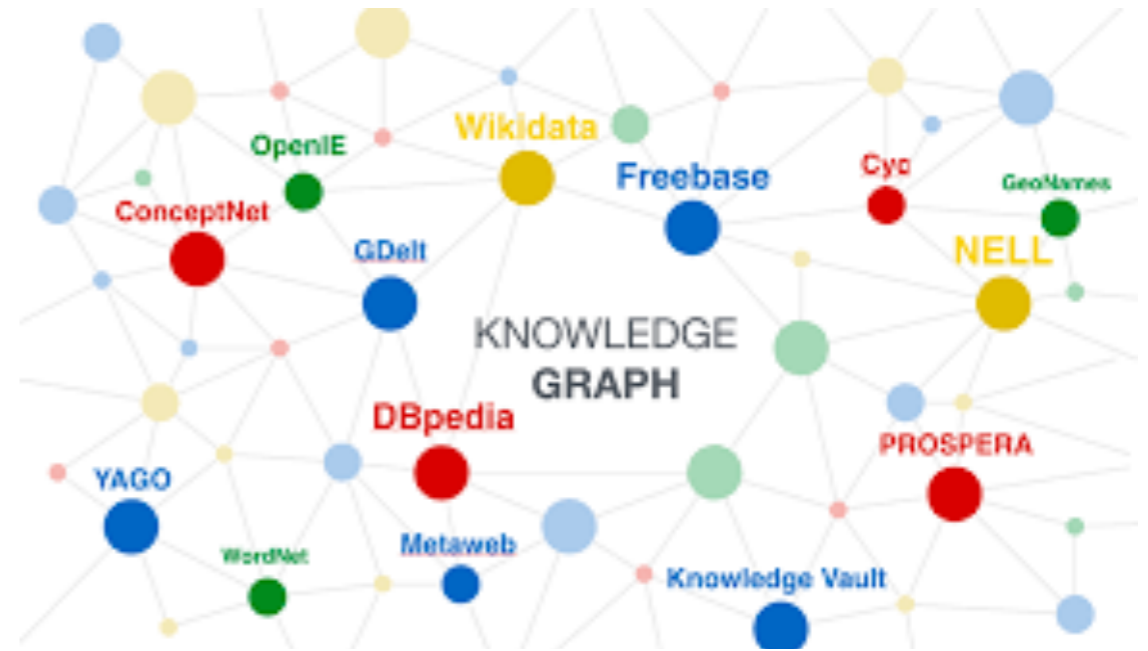 Wikidata
OpenIE
Freebase
Cyc
GeoNames
ConceptNet
GDelt
NELL
KNOWLEDGE
GRAPH
DBpedia
PROSPERA
YAGO
Metaweb
WordNet
Knowledge Vault